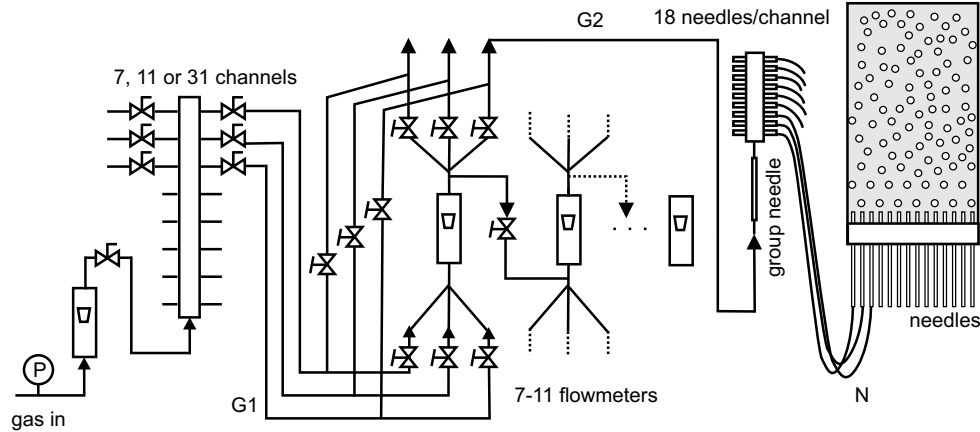 G2
18 needles/channel
7, 11 or 31 channels
group needle
needles
P
7-11 flowmeters
N
G1
gas in